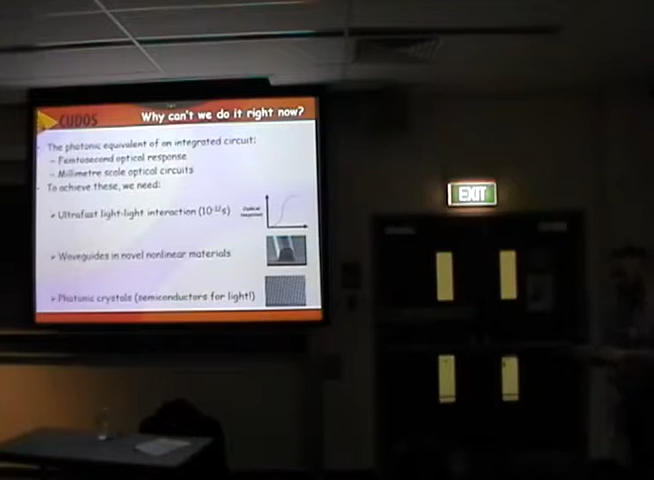 CUDOS
Why can't we do it right now?
The photonic equivalent of an integrated circuit:
– Femtosecond optical response
– Millimetre scale optical circuits
To achieve these, we need:
Ultrafast light-light interaction (10⁻¹²s)
Waveguides in novel nonlinear materials
Photonic crystals (semiconductors for light!)
EXIT